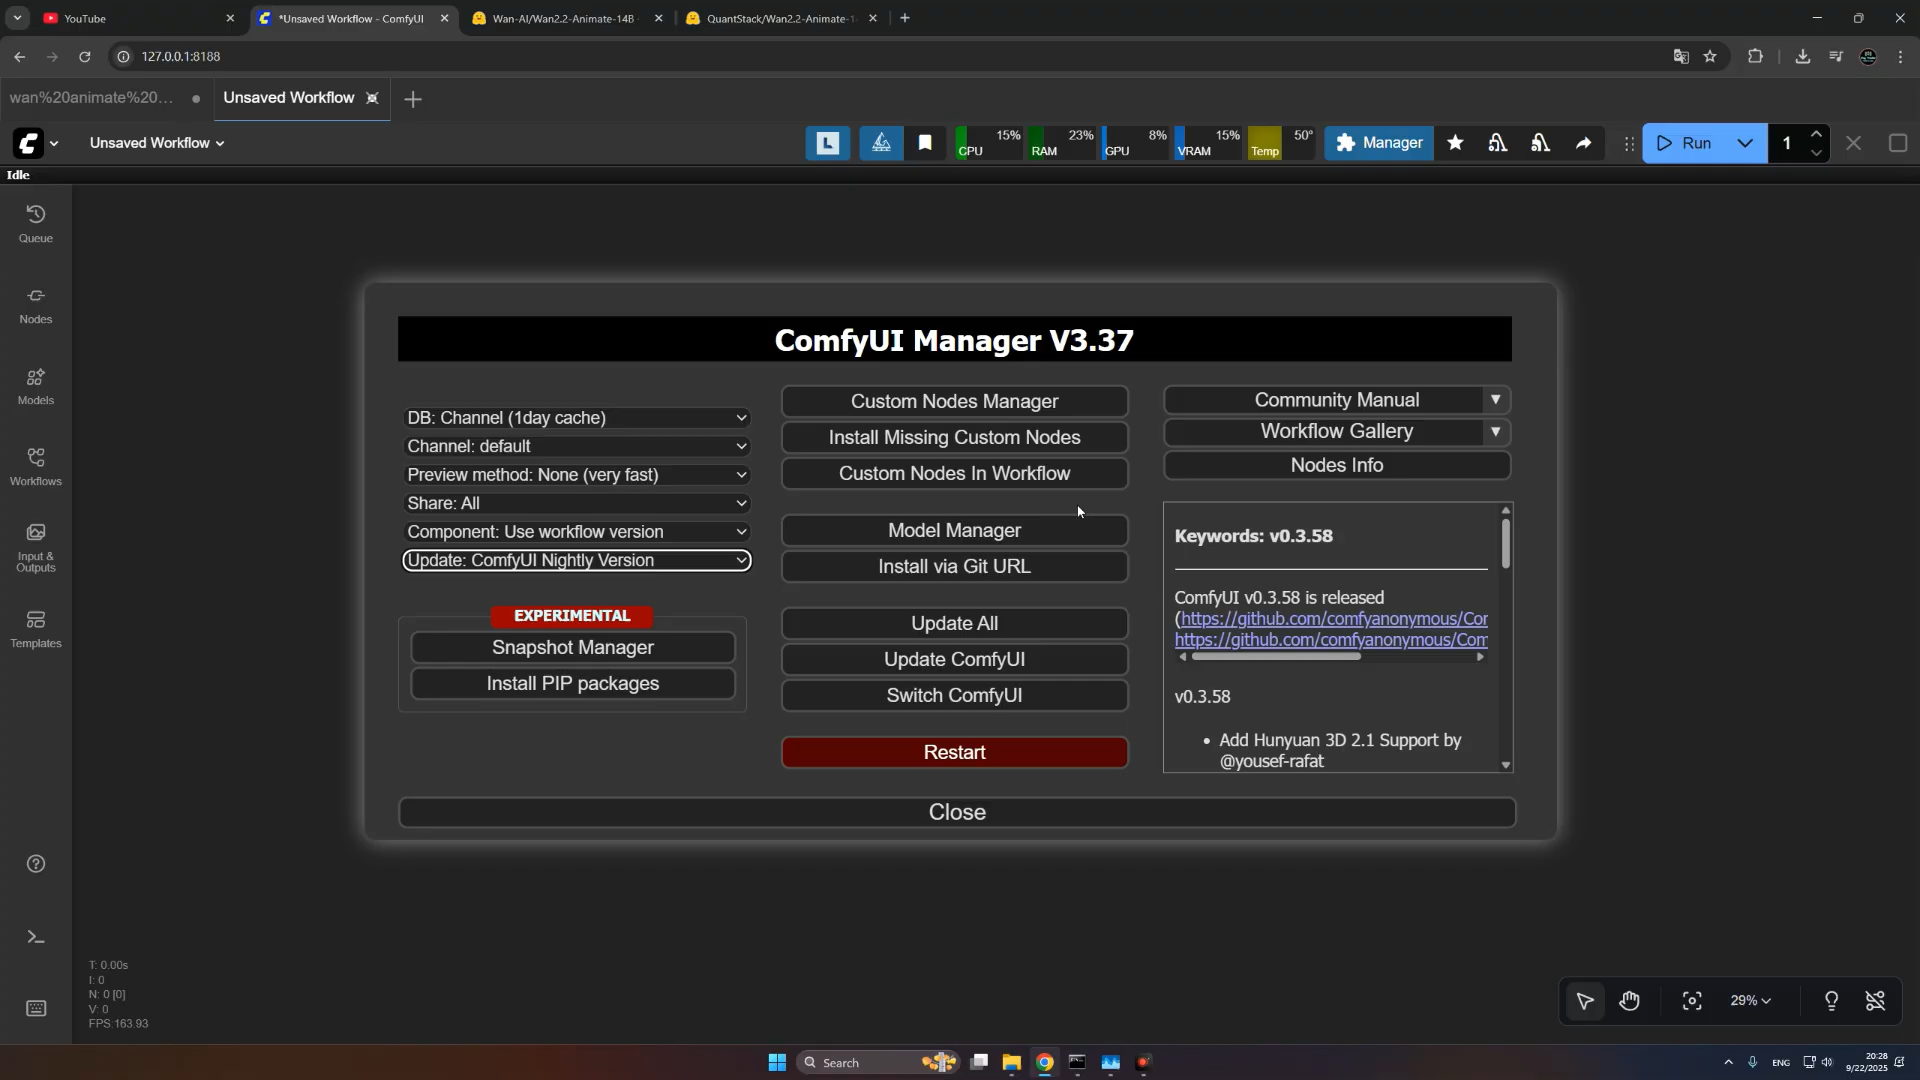 YouTube
*Unsaved Workflow - ComfyUI
Wan-AI/Wan2.2-Animate-14B
QuantStack/Wan2.2-Animate-1
127.0.0.1:8188
wan%20animate%20...
Unsaved Workflow
Unsaved Workflow
L
CPU 15%
RAM 23%
GPU 8%
VRAM 15%
Temp 50°
Manager
Run
1
Idle
Queue
Nodes
Models
Workflows
Input & Outputs
Templates
ComfyUI Manager V3.37
DB: Channel (1day cache)
Channel: default
Preview method: None (very fast)
Share: All
Component: Use workflow version
Update: ComfyUI Nightly Version
EXPERIMENTAL
Snapshot Manager
Install PIP packages
Custom Nodes Manager
Install Missing Custom Nodes
Custom Nodes In Workflow
Model Manager
Install via Git URL
Update All
Update ComfyUI
Switch ComfyUI
Restart
Community Manual
Workflow Gallery
Nodes Info
Keywords: v0.3.58
ComfyUI v0.3.58 is released
(https://github.com/comfyanonymous/Cor
https://github.com/comfyanonymous/Com
v0.3.58
• Add Hunyuan 3D 2.1 Support by
@yousef-rafat
Close
T: 0.00s
I: 0
N: 0 [0]
V: 0
FPS:163.93
29%
Search
ENG
20:28
9/22/2025